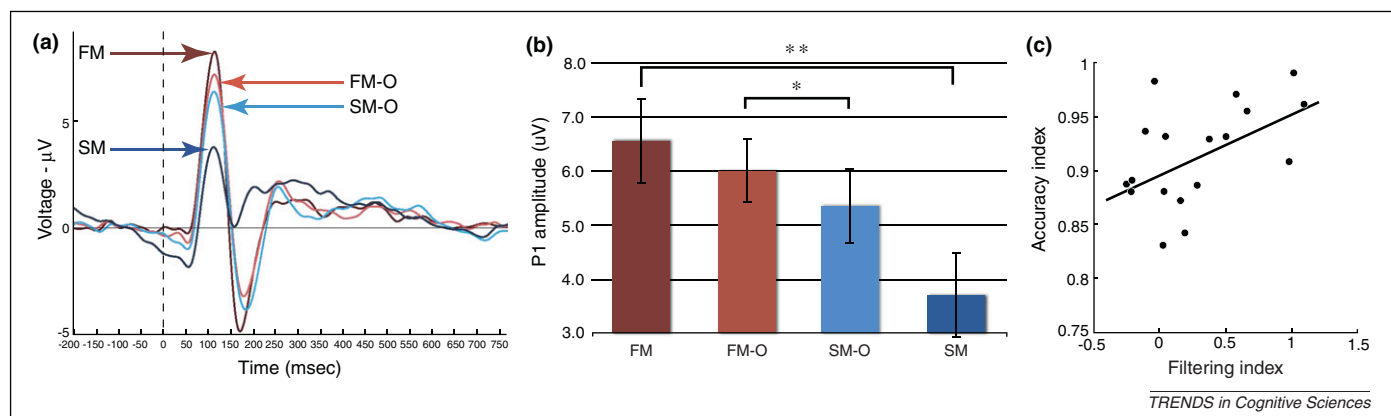 (a)
FM
FM-O
SM-O
SM
Voltage - μV
5
0
-5
-200 -150 -100 -50 0 50 100 150 200 250 300 350 400 450 500 550 600 650 700 750
Time (msec)
(b)
P1 amplitude (uV)
8.0
7.0
6.0
5.0
4.0
3.0
**
*
FM FM-O SM-O SM
(c)
Accuracy index
1
0.95
0.9
0.85
0.8
0.75
-0.5 0 0.5 1 1.5
Filtering index
TRENDS in Cognitive Sciences